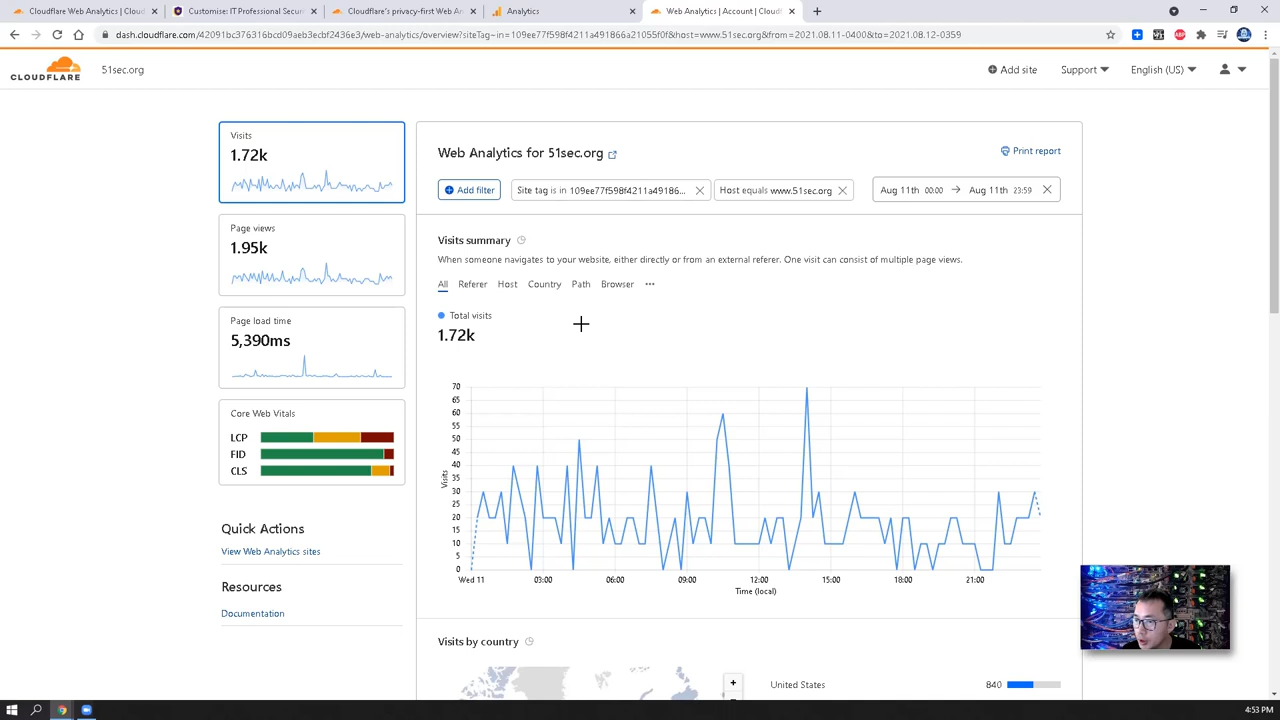 Cloudflare Web Analytics | Cloud
Customise: IT Professional Securi
Cloudflare's privacy-first Web An
Analytics
Web Analytics | Account | Cloudf
dash.cloudflare.com/42091bc376316bcd09aeb3ecbf2436e3/web-analytics/overview?siteTag~in=109ee77f598f4211a491866a21055f0f&host=www.51sec.org&from=2021.08.11-0400&to=2021.08.12-0359
CLOUDFLARE
51sec.org
Add site
Support
English (US)
Visits
1.72k
Page views
1.95k
Page load time
5,390ms
Core Web Vitals
LCP
FID
CLS
Quick Actions
View Web Analytics sites
Resources
Documentation
Web Analytics for 51sec.org
Print report
Add filter
Site tag is in 109ee77f598f4211a49186...
Host equals www.51sec.org
Aug 11th 00:00 → Aug 11th 23:59
Visits summary
When someone navigates to your website, either directly or from an external referer. One visit can consist of multiple page views.
All Referer Host Country Path Browser ...
Total visits
1.72k
70
65
60
55
50
45
40
35
30
25
20
15
10
5
0
Visits
Wed 11 03:00 06:00 09:00 12:00 15:00 18:00 21:00
Time (local)
Visits by country
United States 840
4:53 PM